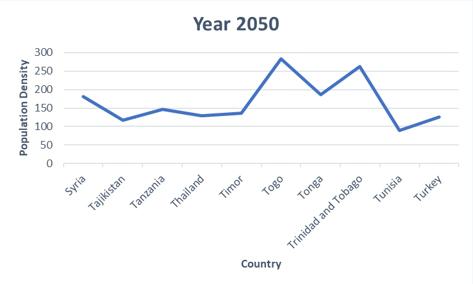 Year 2050
Population Density
300
250
200
150
100
50
0
Syria
Tajikistan
Tanzania
Thailand
Timor
Togo
Tonga
Trinidad and Tobago
Tunisia
Turkey
Country